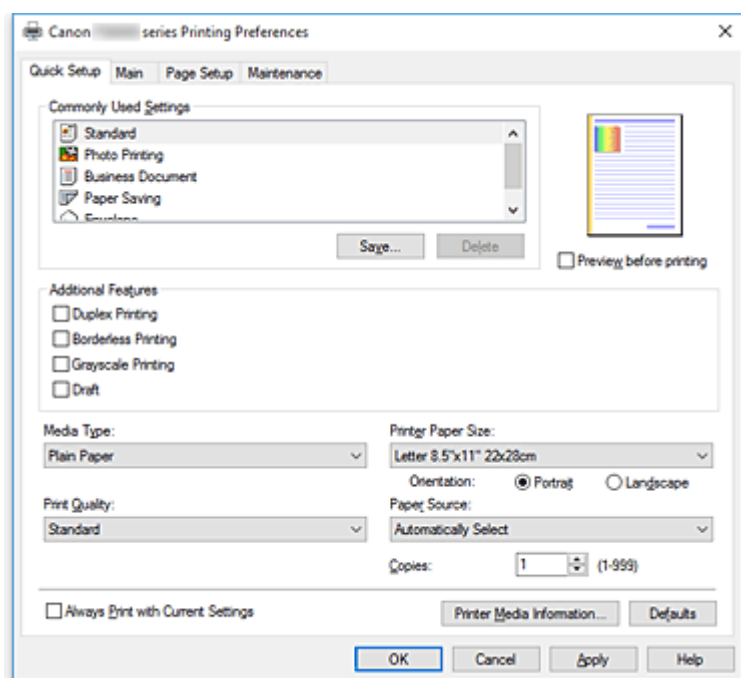 Canon series Printing Preferences
Quick Setup Main Page Setup Maintenance
Commonly Used Settings
Standard
Photo Printing
Business Document
Paper Saving
Envelope
Save... Delete
Preview before printing
Additional Features
Duplex Printing
Borderless Printing
Grayscale Printing
Draft
Media Type: Printer Paper Size:
Plain Paper Letter 8.5"x11" 22x28cm
Orientation: Portrait Landscape
Print Quality: Paper Source:
Standard Automatically Select
Copies: 1 (1-999)
Always Print with Current Settings Printer Media Information... Defaults
OK Cancel Apply Help